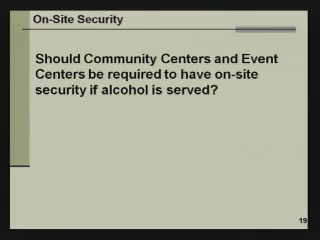 On-Site Security
Should Community Centers and Event
Centers be required to have on-site
security if alcohol is served?
19